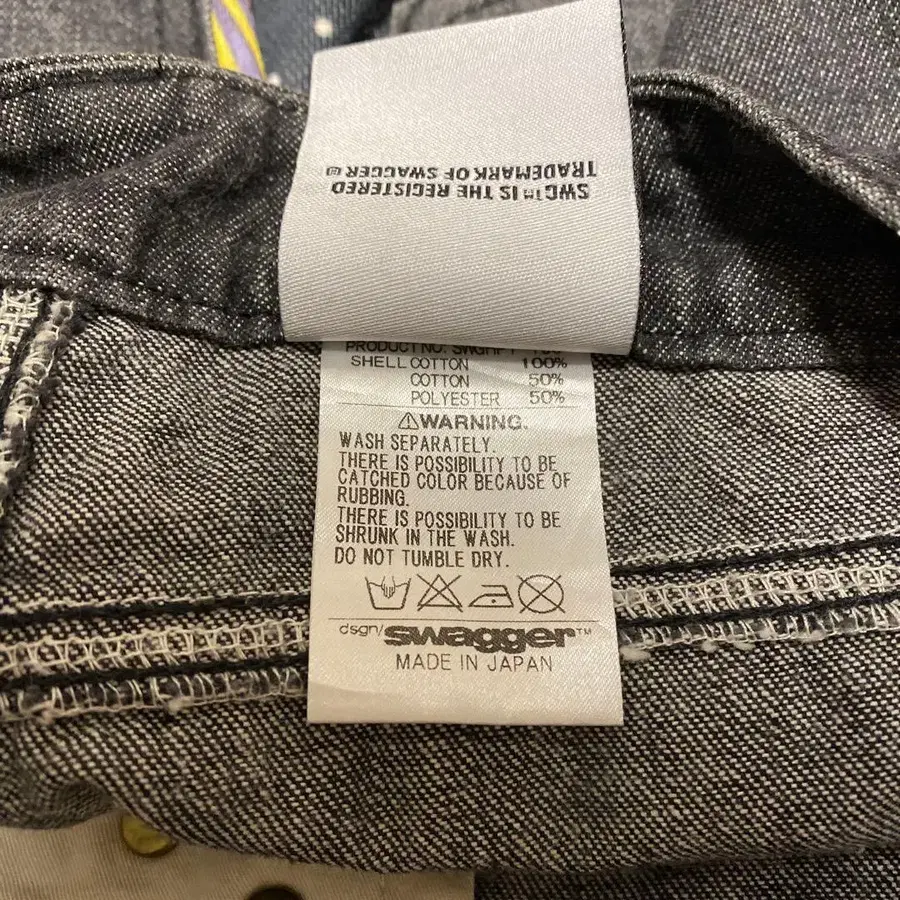 SWG™ IS THE REGISTERED
TRADEMARK OF SWAGGER
PRODUCT NO.
SHELL COTTON 100%
COTTON 50%
POLYESTER 50%
⚠WARNING.
WASH SEPARATELY.
THERE IS POSSIBILITY TO BE
CATCHED COLOR BECAUSE OF
RUBBING.
THERE IS POSSIBILITY TO BE
SHRUNK IN THE WASH.
DO NOT TUMBLE DRY.
dsgn/swagger™
MADE IN JAPAN